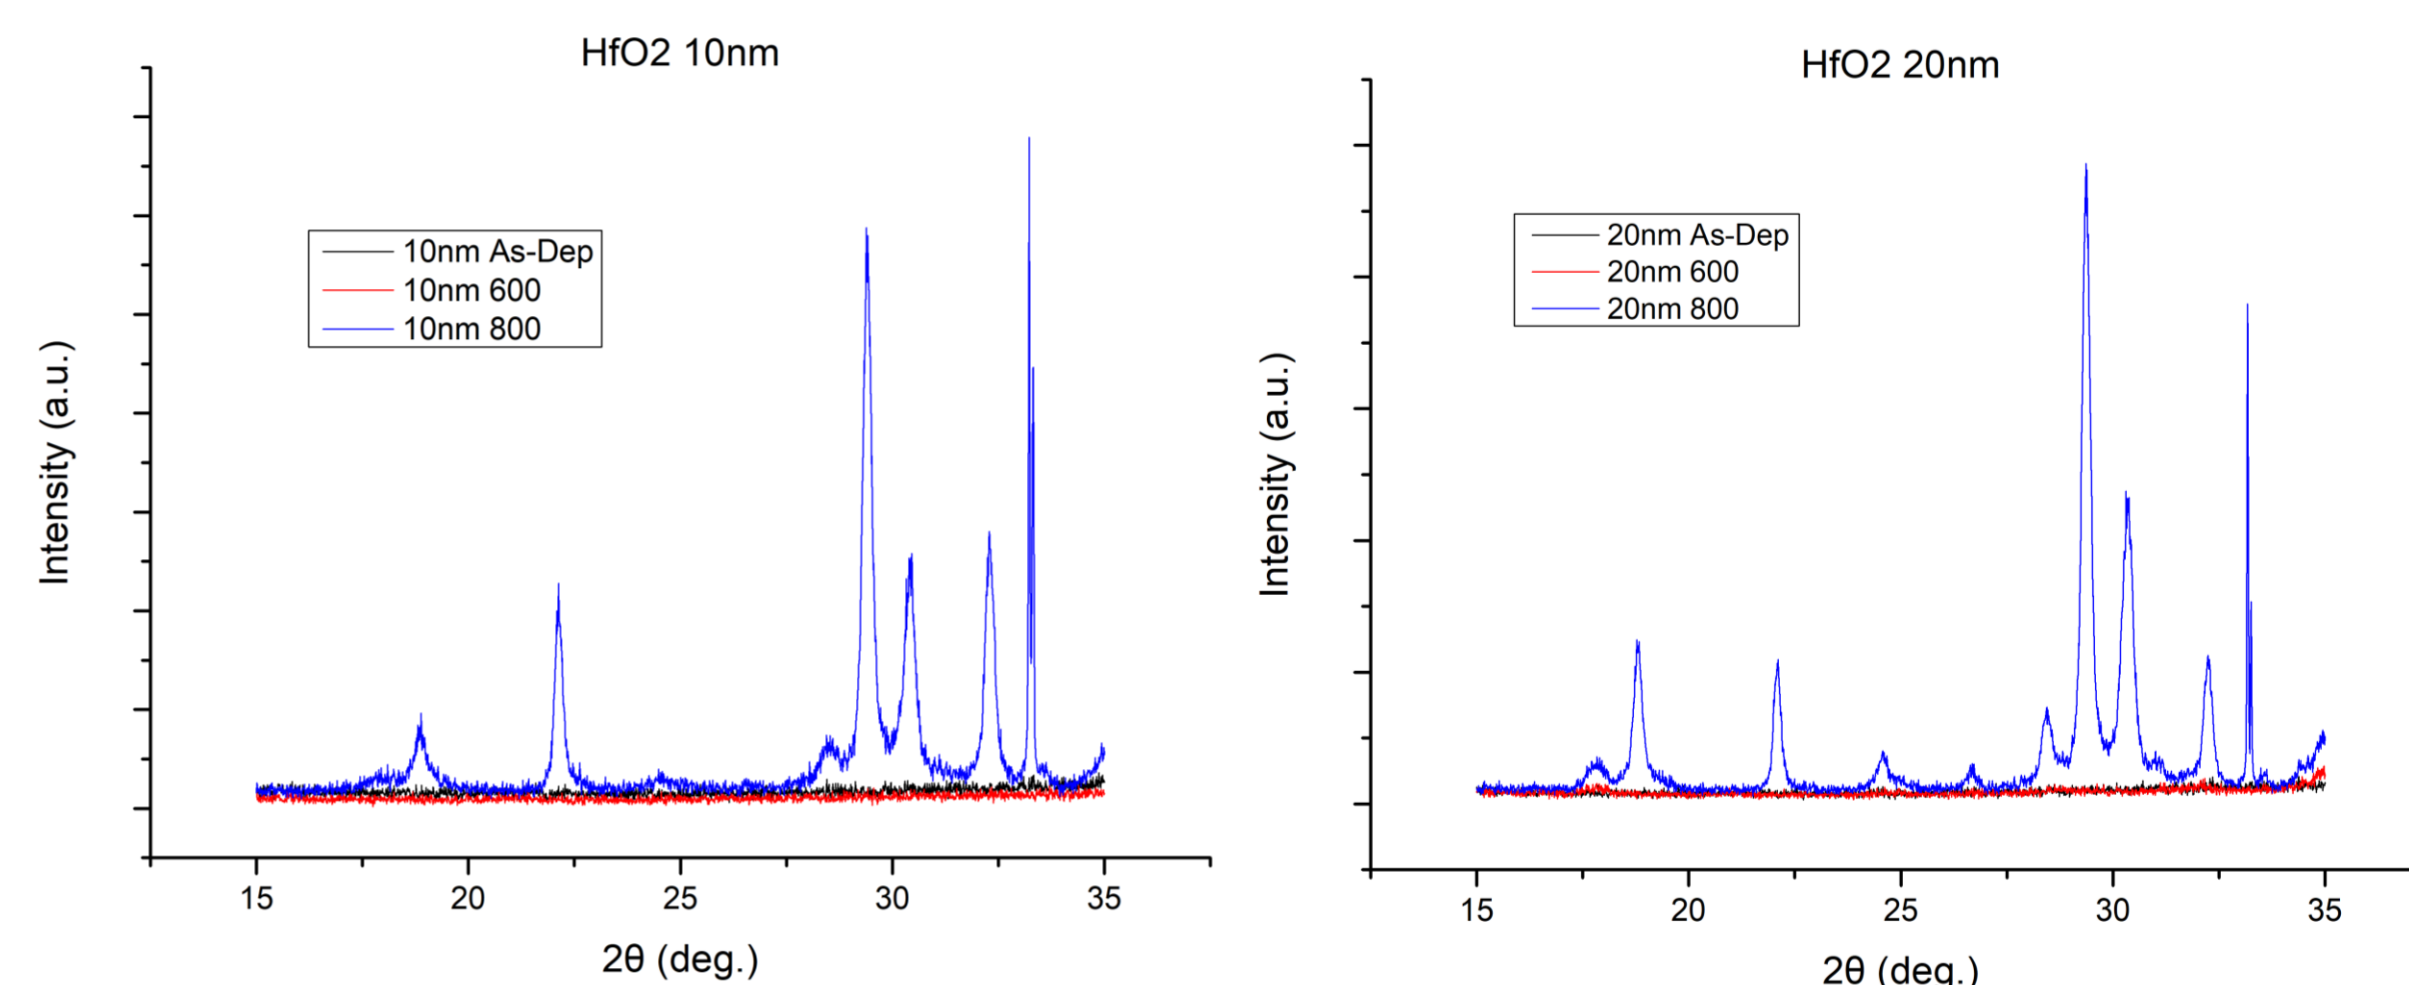 HfO2 10nm
10nm As-Dep
10nm 600
10nm 800
Intensity (a.u.)
15 20 25 30 35
2θ (deg.)
HfO2 20nm
20nm As-Dep
20nm 600
20nm 800
Intensity (a.u.)
15 20 25 30 35
2θ (deg.)